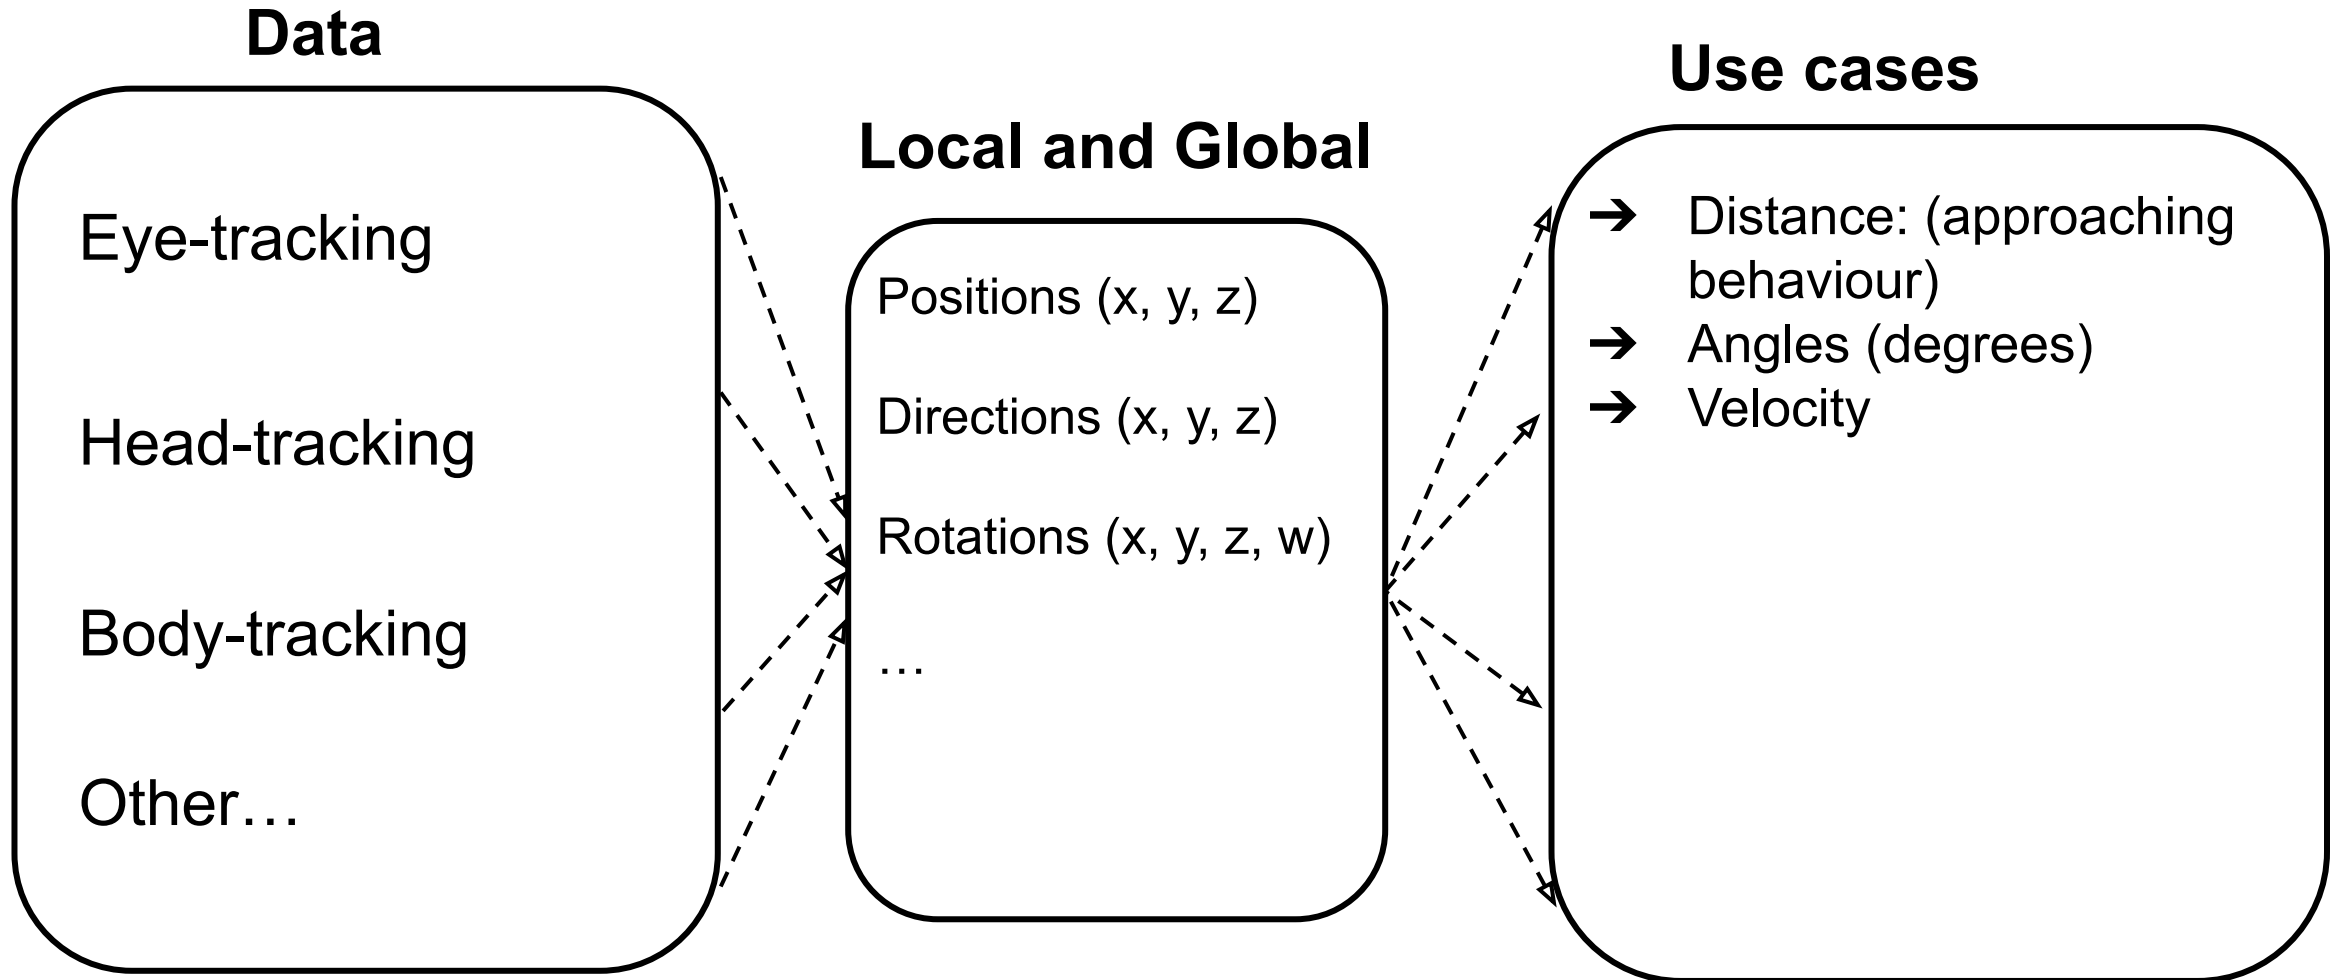 Data
Eye-tracking
Head-tracking
Body-tracking
Other…
Local and Global
Positions (x, y, z)
Directions (x, y, z)
Rotations (x, y, z, w)
…
Use cases
➔ Distance: (approaching
behaviour)
➔ Angles (degrees)
➔ Velocity